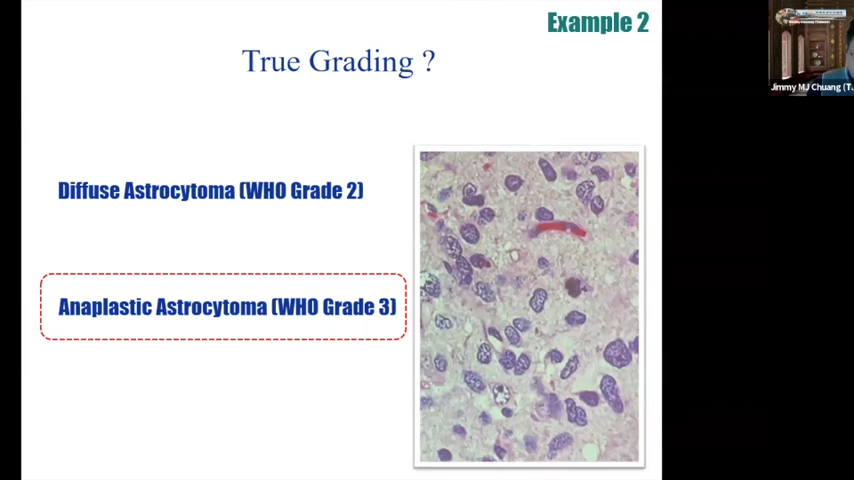 Example 2
True Grading ?
Diffuse Astrocytoma (WHO Grade 2)
Anaplastic Astrocytoma (WHO Grade 3)
Jimmy MJ Chuang (T...